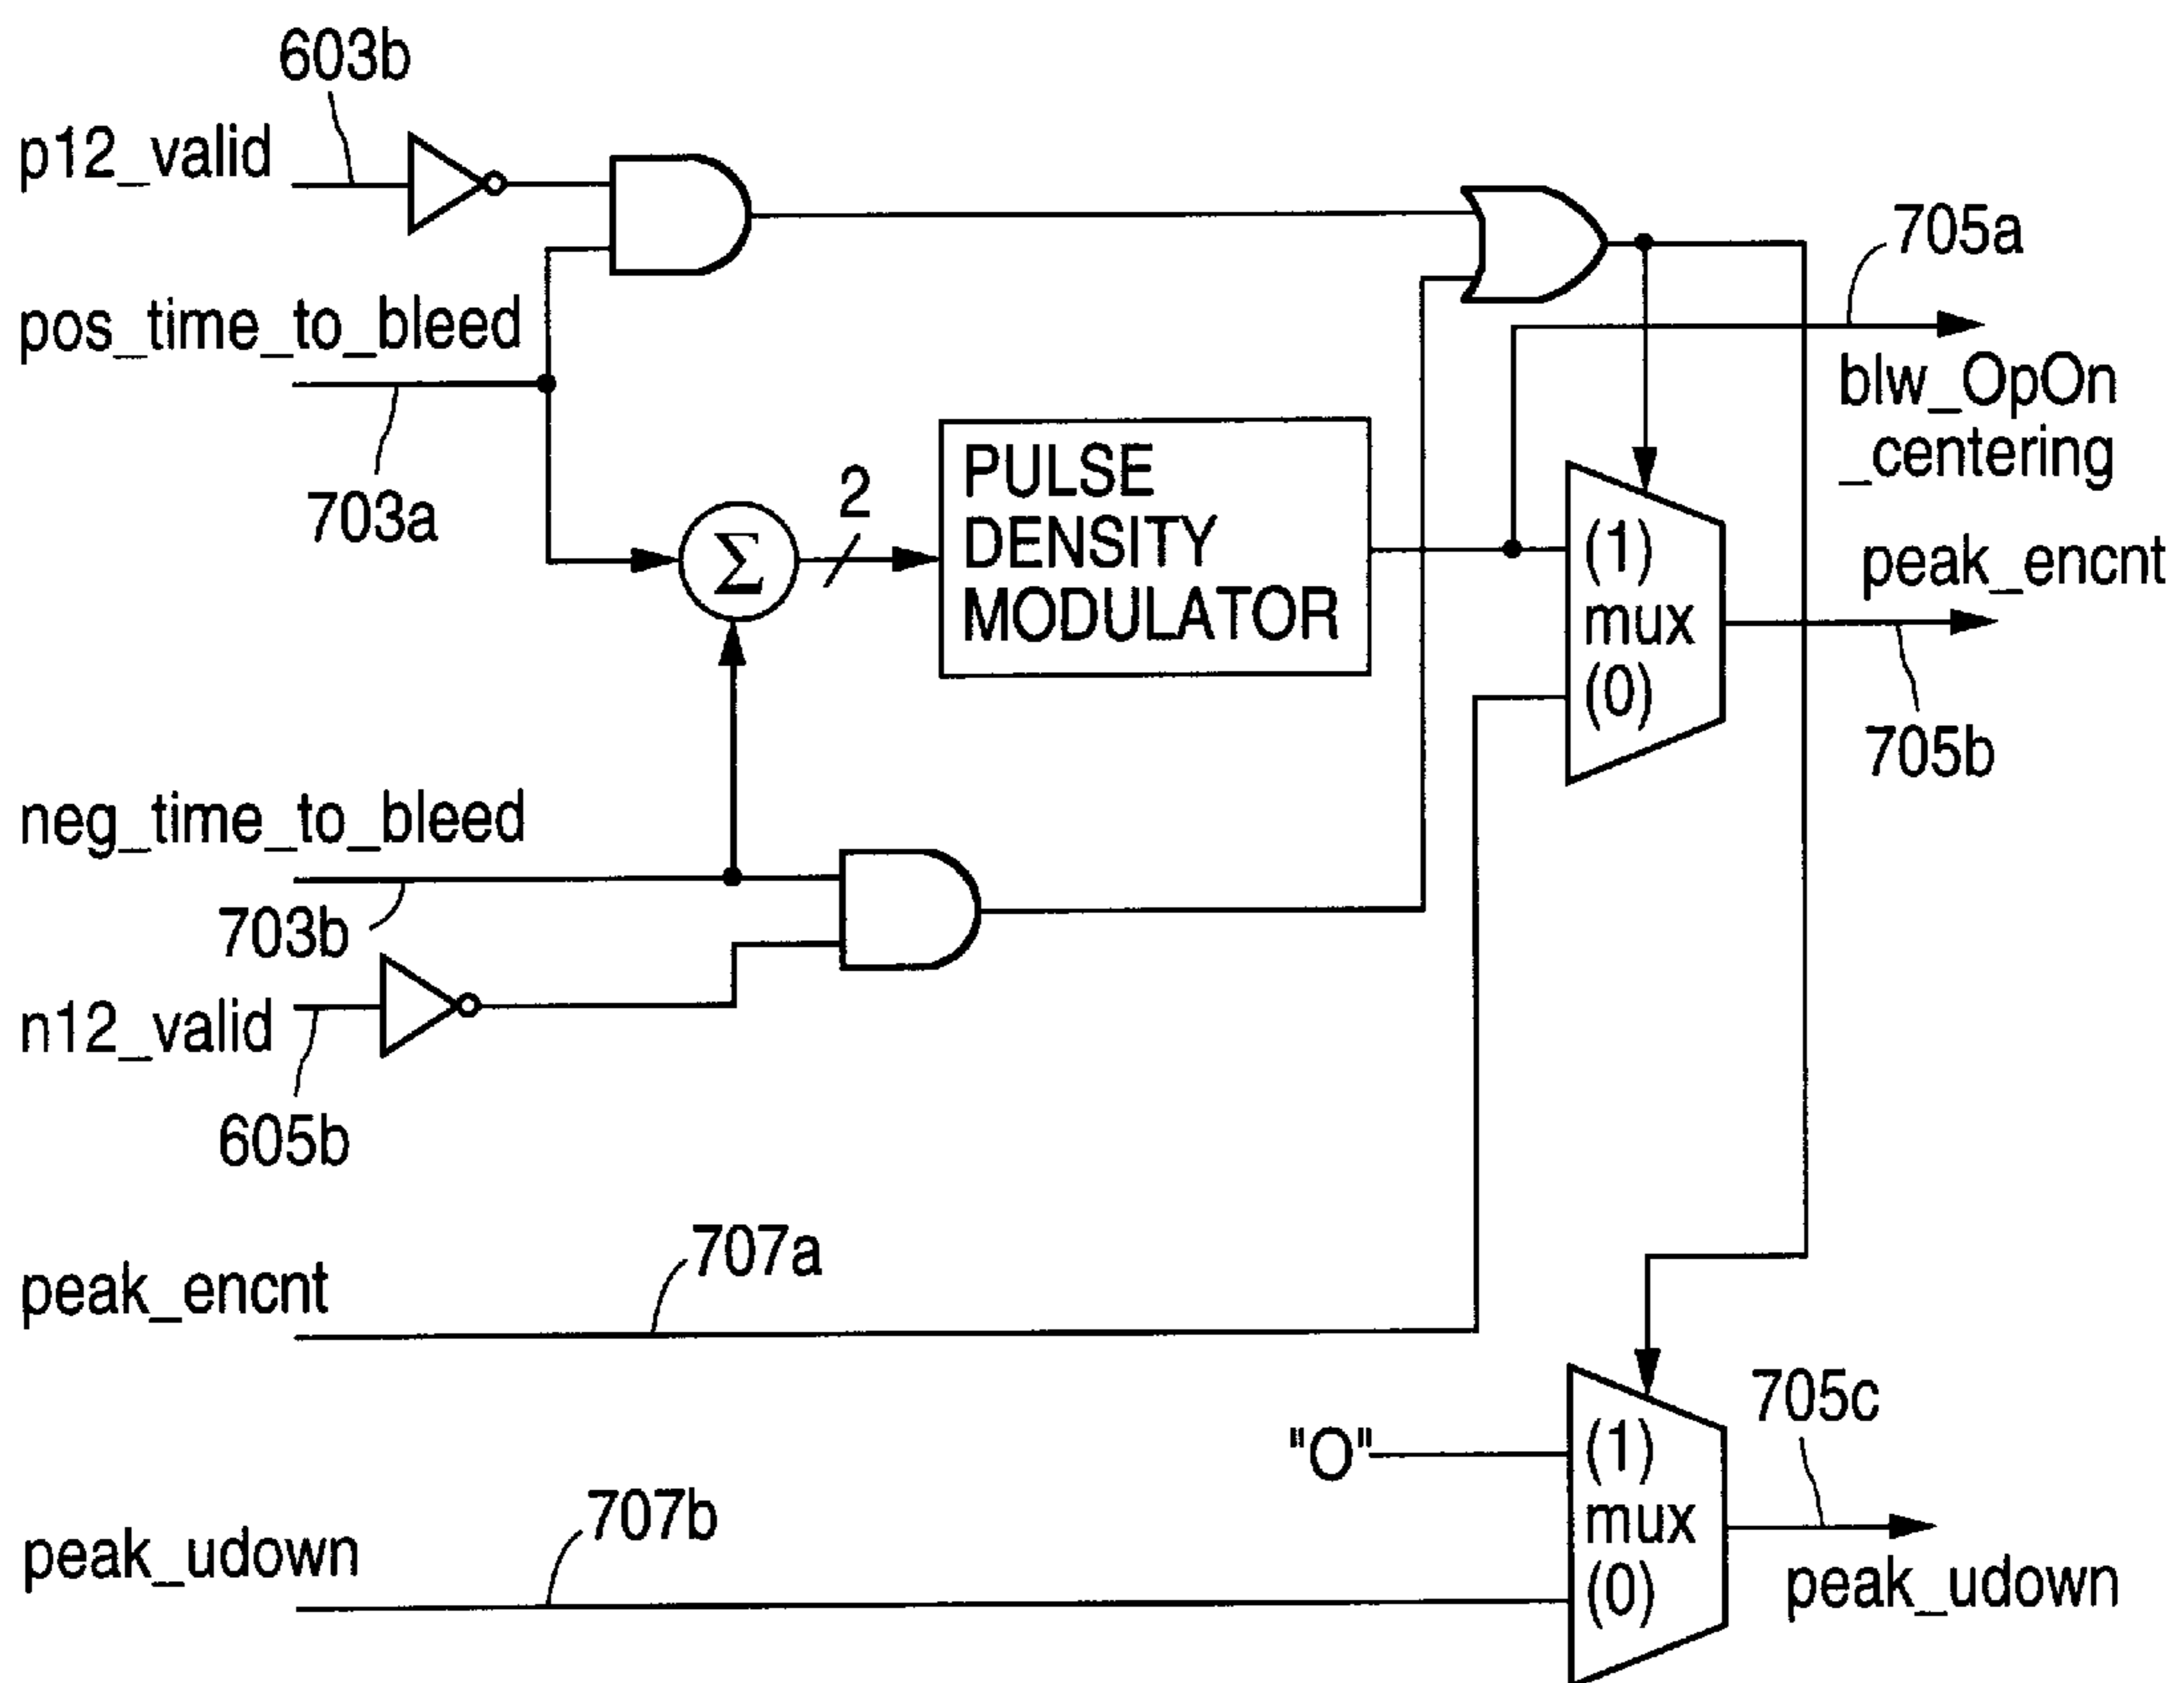 603b
p12_valid
705a
pos_time_to_bleed
blw_OpOn
_centering
703a
2
PULSE
DENSITY
MODULATOR
Σ
(1)
mux
(0)
peak_encnt
705b
neg_time_to_bleed
703b
n12_valid
605b
707a
peak_encnt
705c
"O"
(1)
mux
(0)
707b
peak_udown
peak_udown